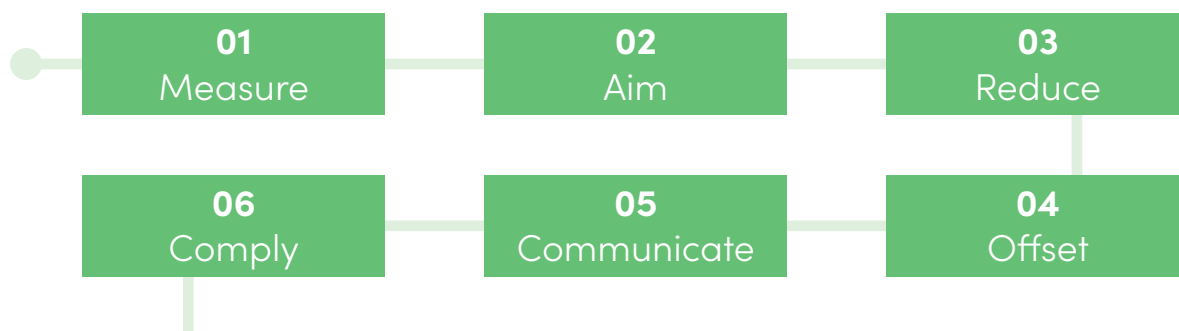 01
Measure
02
Aim
03
Reduce
04
Offset
05
Communicate
06
Comply